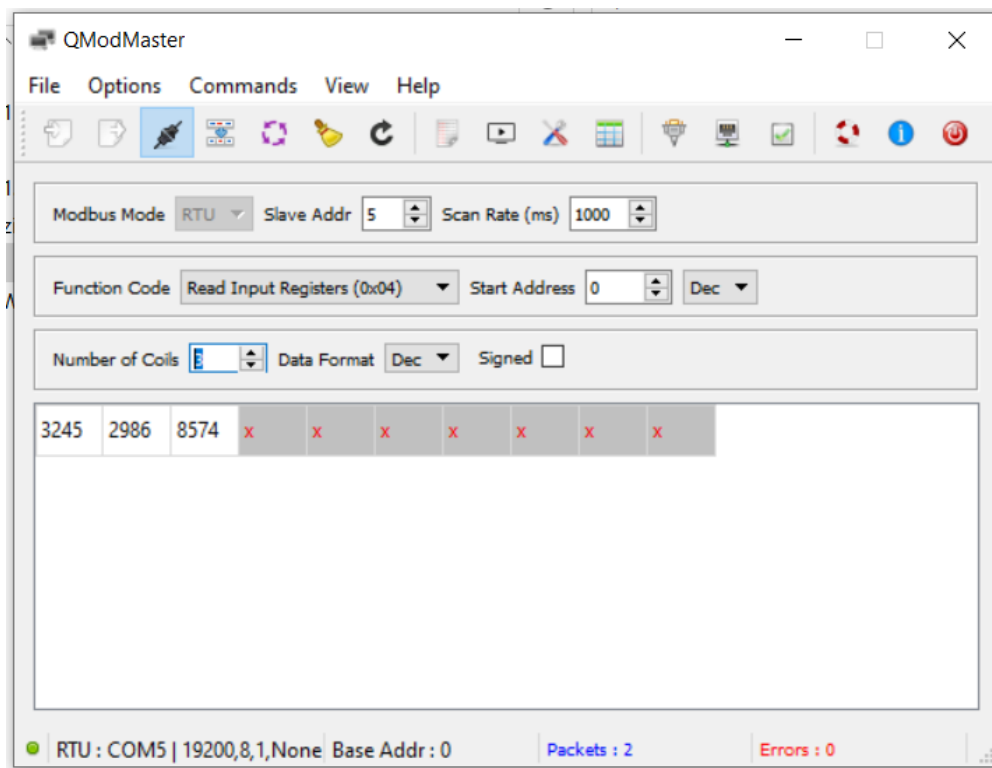 QModMaster
File Options Commands View Help
Modbus Mode RTU Slave Addr 5 Scan Rate (ms) 1000
Function Code Read Input Registers (0x04) Start Address 0 Dec
Number of Coils 3 Data Format Dec Signed
3245 2986 8574 x x x x x x x
RTU : COM5 | 19200,8,1,None Base Addr : 0 Packets : 2 Errors : 0